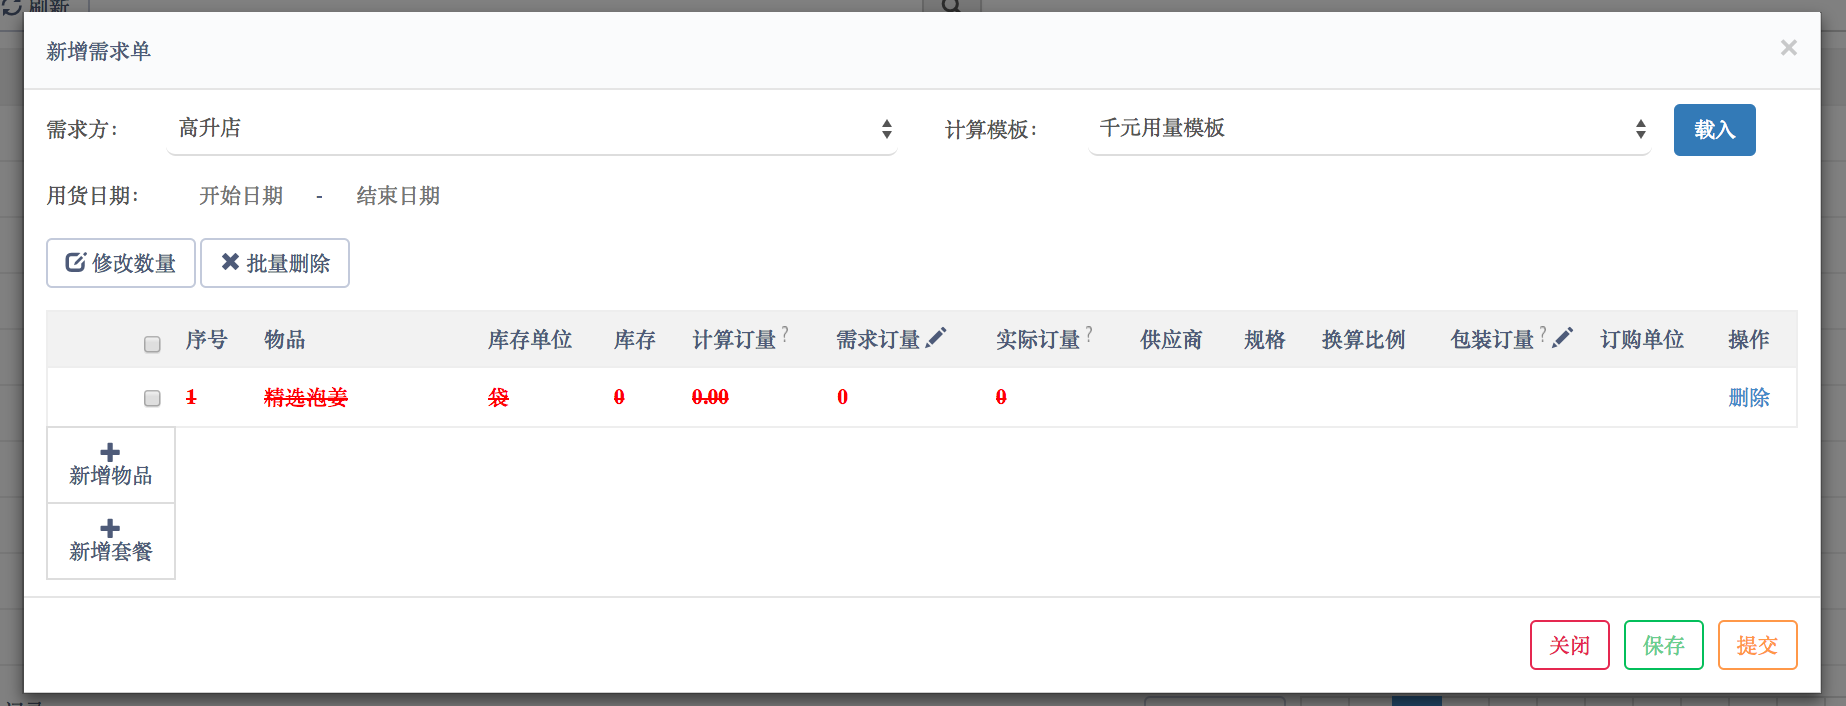 刷新
新增需求单 ×
需求方: 高升店 计算模板: 千元用量模板 载入
用货日期: 开始日期 - 结束日期
修改数量 批量删除
序号 物品 库存单位 库存 计算订量? 需求订量 实际订量? 供应商 规格 换算比例 包装订量? 订购单位 操作
1 精选泡姜 袋 0 0.00 0 0 删除
新增物品
新增套餐
关闭 保存 提交